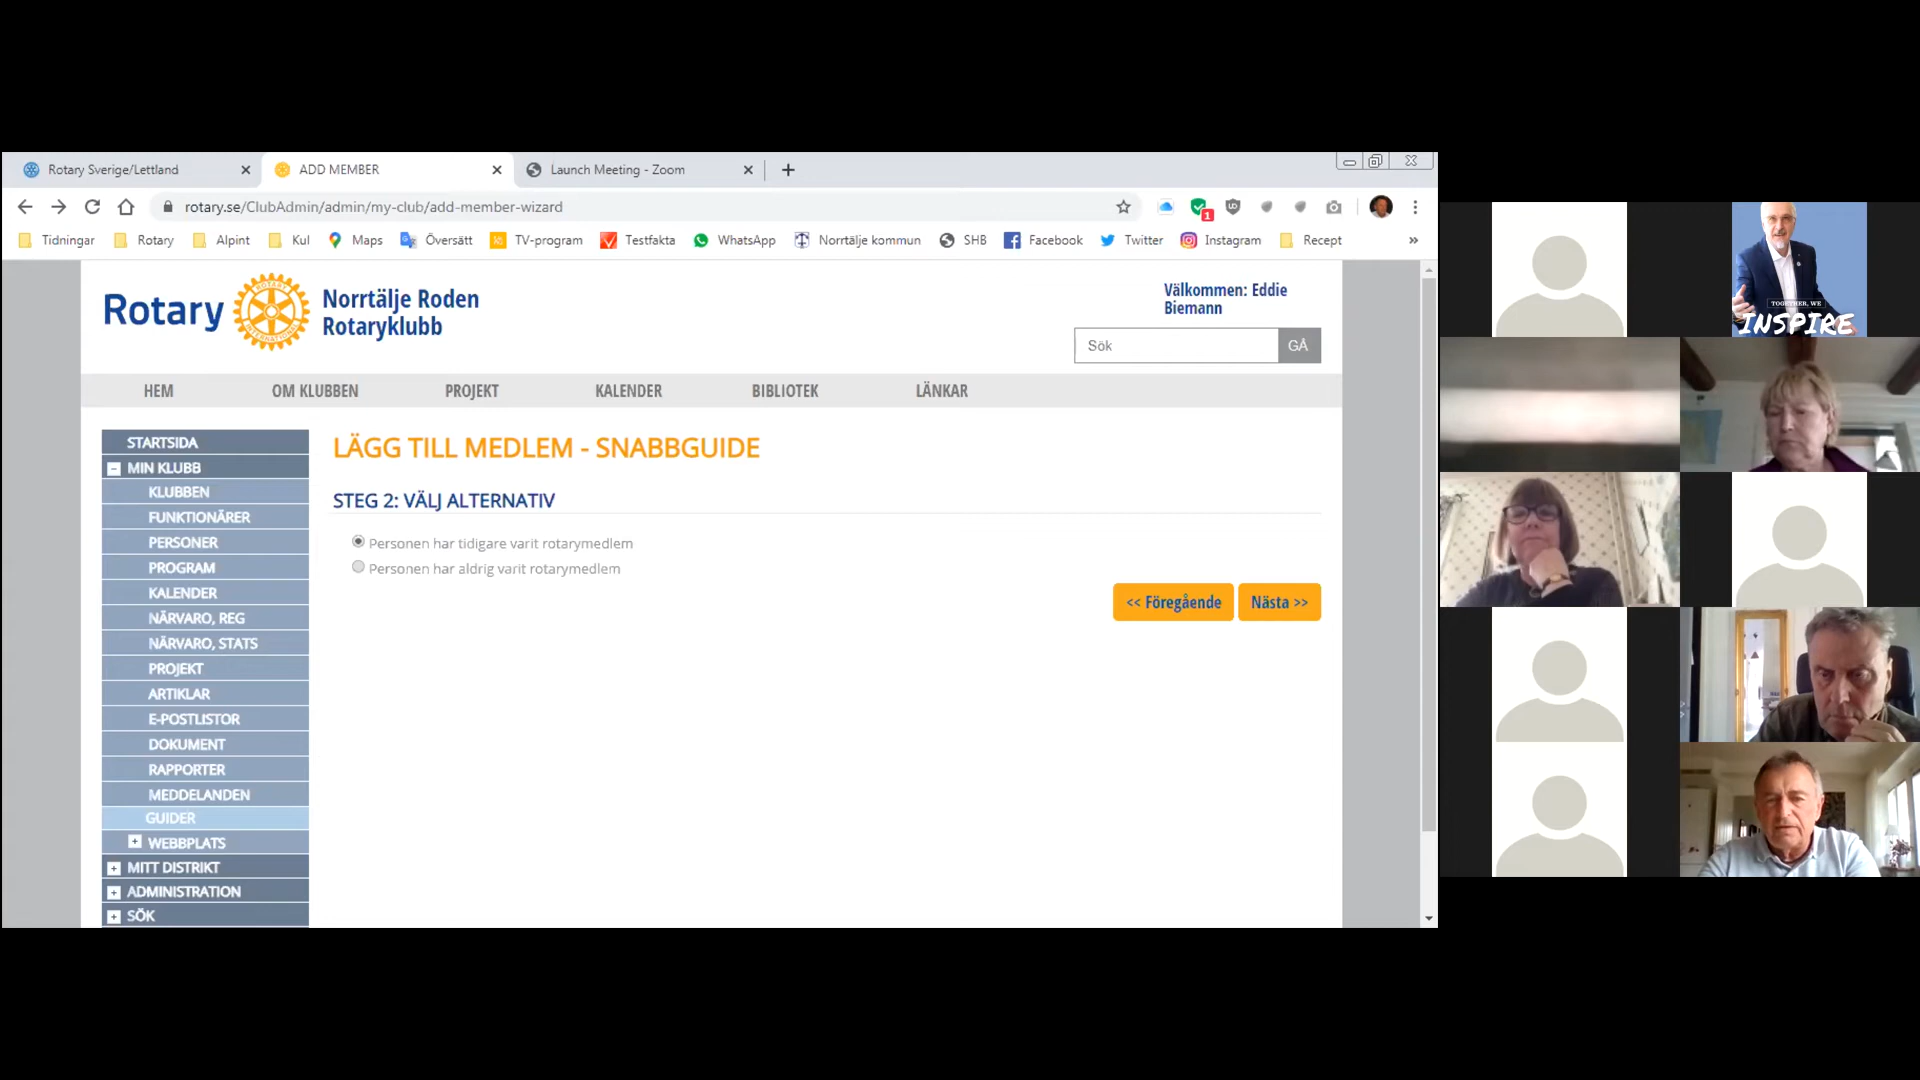 Rotary Sverige/Lettland
ADD MEMBER
Launch Meeting - Zoom
rotary.se/ClubAdmin/admin/my-club/add-member-wizard
1
Tidningar
Rotary
Alpint
Kul
Maps
Översätt
TV-program
Testfakta
WhatsApp
Norrtälje kommun
SHB
Facebook
Twitter
Instagram
Recept
»
Rotary
ROTARY
INTERNATIONAL
Norrtälje Roden
Rotaryklubb
Välkommen: Eddie
Biemann
Sök
GÅ
HEM
OM KLUBBEN
PROJEKT
KALENDER
BIBLIOTEK
LÄNKAR
STARTSIDA
MIN KLUBB
KLUBBEN
FUNKTIONÄRER
PERSONER
PROGRAM
KALENDER
NÄRVARO, REG
NÄRVARO, STATS
PROJEKT
ARTIKLAR
E-POSTLISTOR
DOKUMENT
RAPPORTER
MEDDELANDEN
GUIDER
WEBBPLATS
MITT DISTRIKT
ADMINISTRATION
SÖK
LÄGG TILL MEDLEM - SNABBGUIDE
STEG 2: VÄLJ ALTERNATIV
Personen har tidigare varit rotarymedlem
Personen har aldrig varit rotarymedlem
<< Föregående
Nästa >>
TOGETHER, WE
INSPIRE